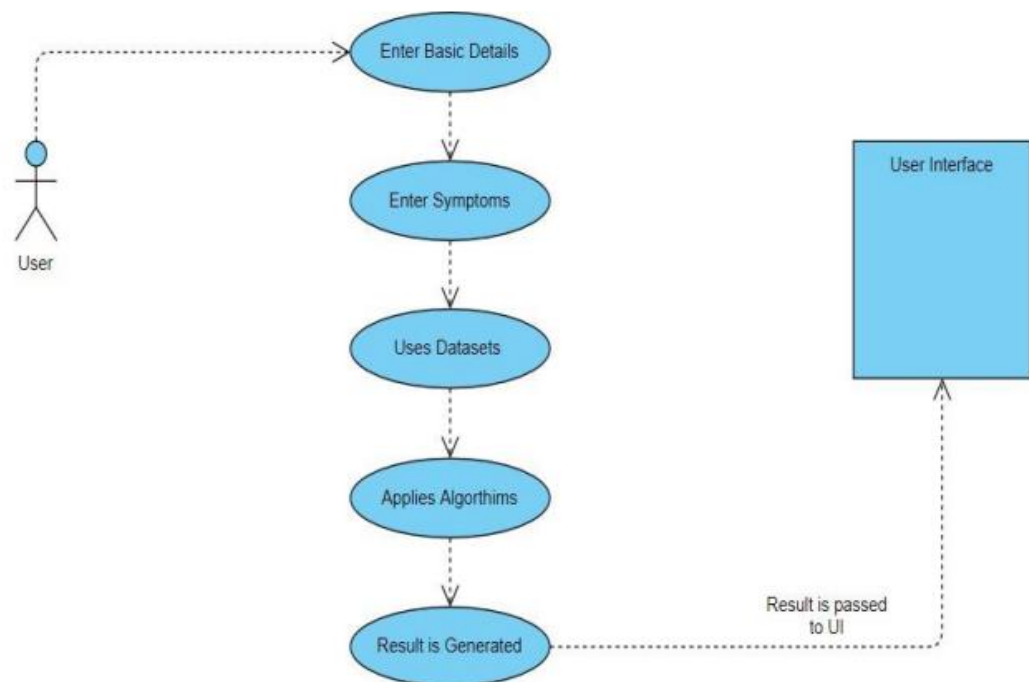 Enter Basic Details
User Interface
Enter Symptoms
User
Uses Datasets
Applies Algorthims
Result is passed
to UI
Result is Generated